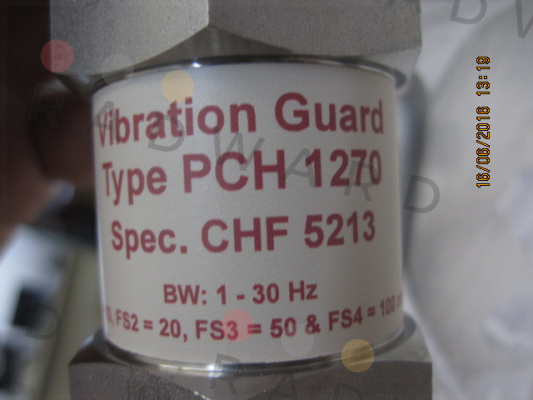 Vibration Guard
Type PCH 1270
Spec. CHF 5213
BW: 1 - 30 Hz
FS2 = 20, FS3 = 50 & FS4 = 100
16/06/2016 13:19